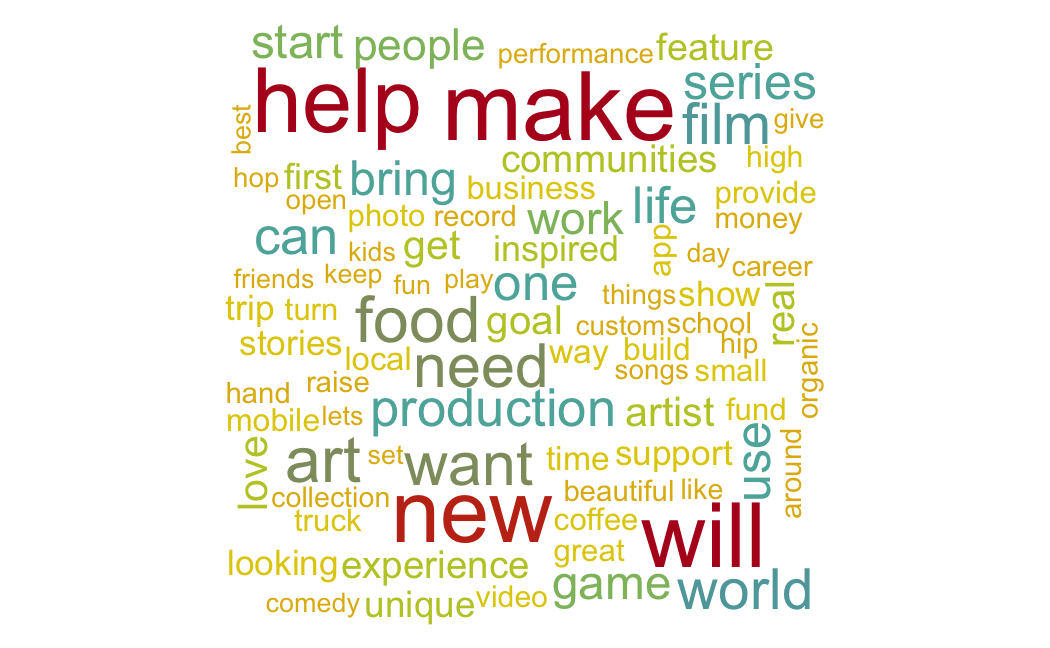 start people performance feature
help make series
best film give
communities high
hop first bring business provide
open photo record work life money
can kids get inspired app day career
friends keep fun play one things show real
trip turn food goal custom school
stories local need way build hip organic
hand raise songs small
mobile lets production artist fund
love art set want time support use around
collection new beautiful like
truck coffee will
looking experience great
comedy unique video game world